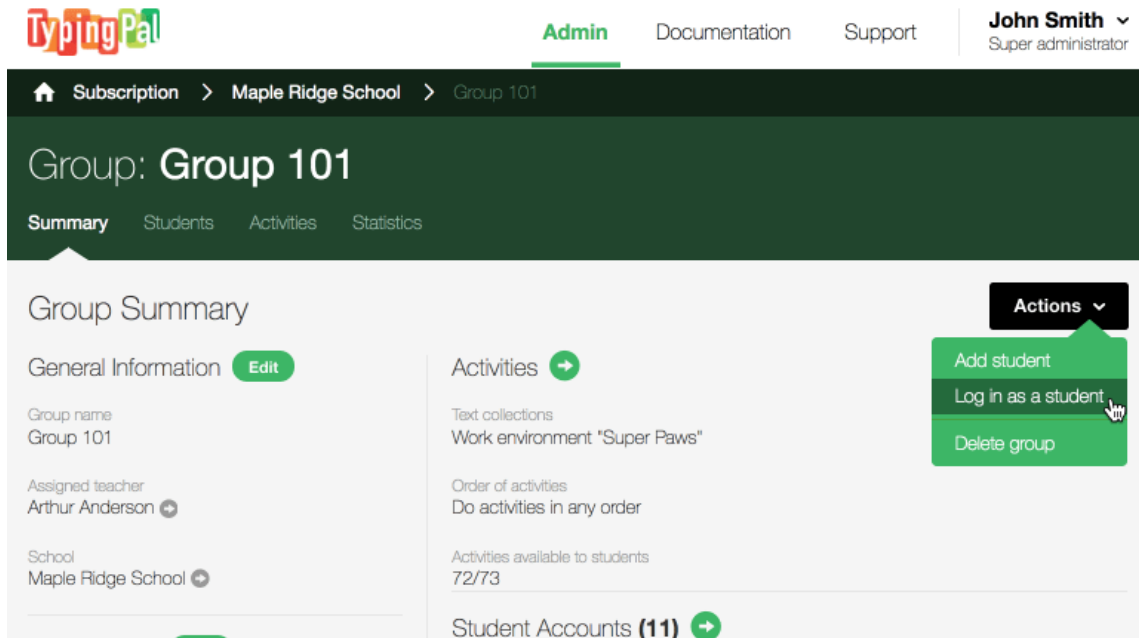 Typing Pal
Admin Documentation Support
John Smith
Super administrator
Subscription Maple Ridge School Group 101
Group: Group 101
Summary Students Activities Statistics
Group Summary
Actions
Add student
Log in as a student
Delete group
General Information Edit
Group name
Group 101
Assigned teacher
Arthur Anderson
School
Maple Ridge School
Activities
Text collections
Work environment "Super Paws"
Order of activities
Do activities in any order
Activities available to students
72/73
Student Accounts (11)